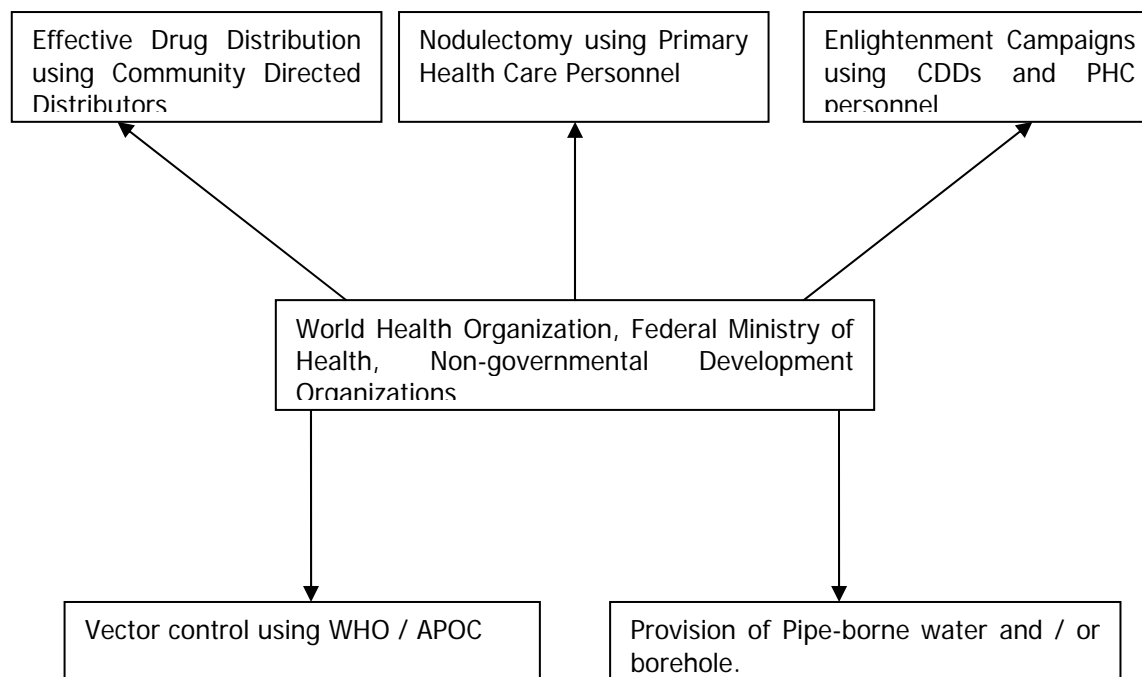 Effective Drug Distribution
using Community Directed
Distributors
Nodulectomy using Primary
Health Care Personnel
Enlightenment Campaigns
using CDDs and PHC
personnel
World Health Organization, Federal Ministry of
Health, Non-governmental Development
Organizations
Vector control using WHO / APOC
Provision of Pipe-borne water and / or
borehole.